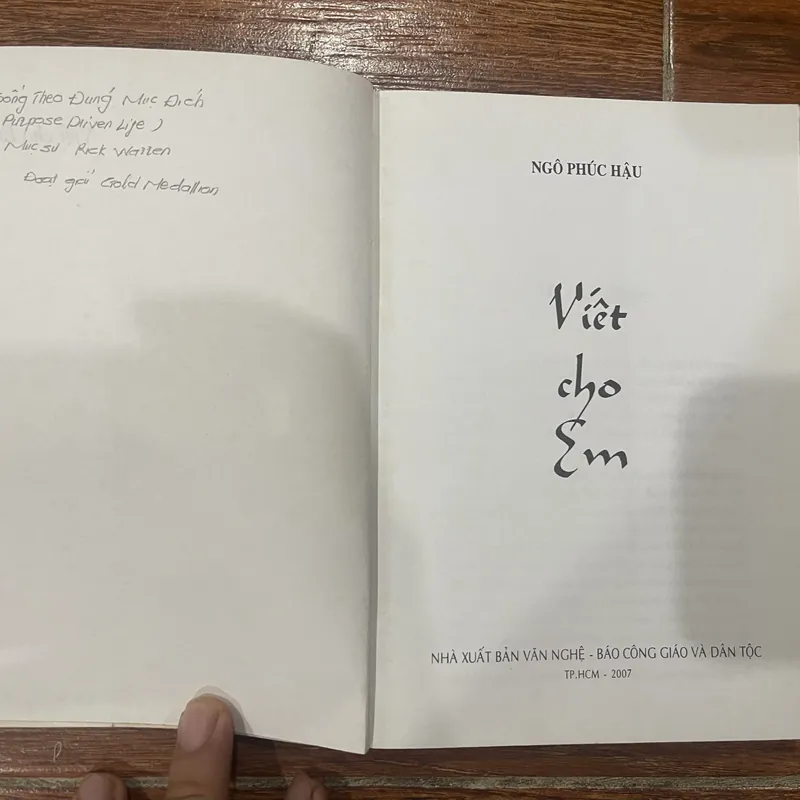 Sống Theo Đúng Mục Đích
Purpose Driven Life )
Mục sư Rick Warren
Đoạt giải Gold Medallion
NGÔ PHÚC HẬU
Viết
cho
Em
NHÀ XUẤT BẢN VĂN NGHỆ - BÁO CÔNG GIÁO VÀ DÂN TỘC
TP.HCM - 2007